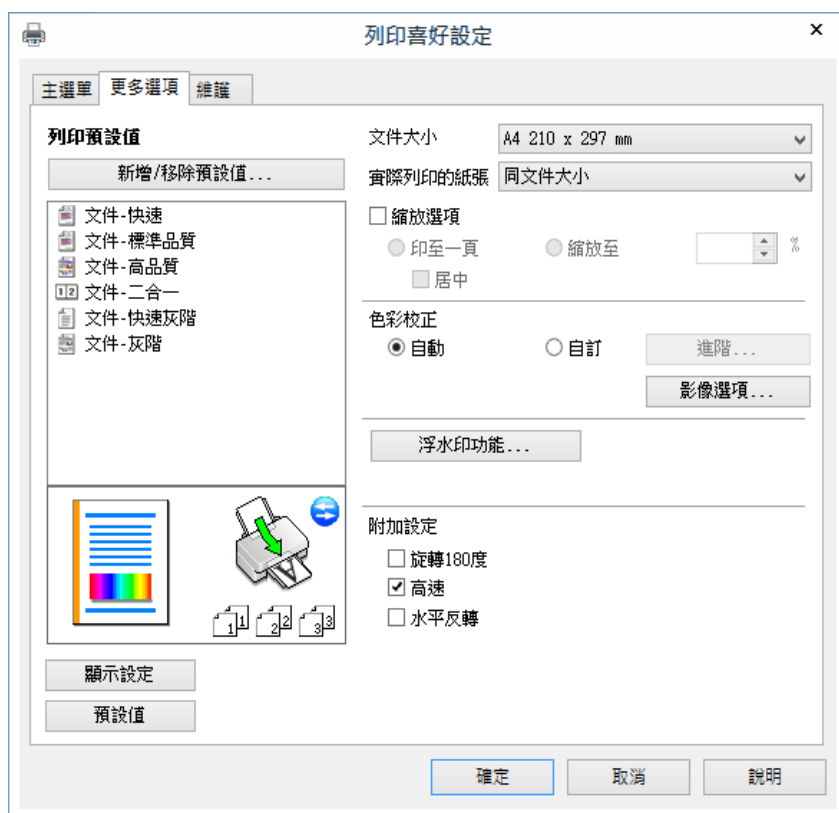 列印喜好設定
主選單 更多選項 維護
列印預設值
新增/移除預設值...
文件-快速
文件-標準品質
文件-高品質
12 文件-二合一
文件-快速灰階
文件-灰階
1 1 2 2 3 3
顯示設定
預設值
文件大小 A4 210 x 297 mm
實際列印的紙張 同文件大小
縮放選項
印至一頁 縮放至 %
居中
色彩校正
自動 自訂 進階...
影像選項...
浮水印功能...
附加設定
旋轉180度
高速
水平反轉
確定 取消 說明